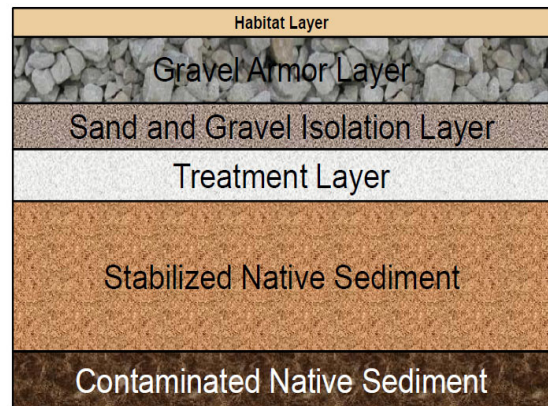 Habitat Layer
Gravel Armor Layer
Sand and Gravel Isolation Layer
Treatment Layer
Stabilized Native Sediment
Contaminated Native Sediment